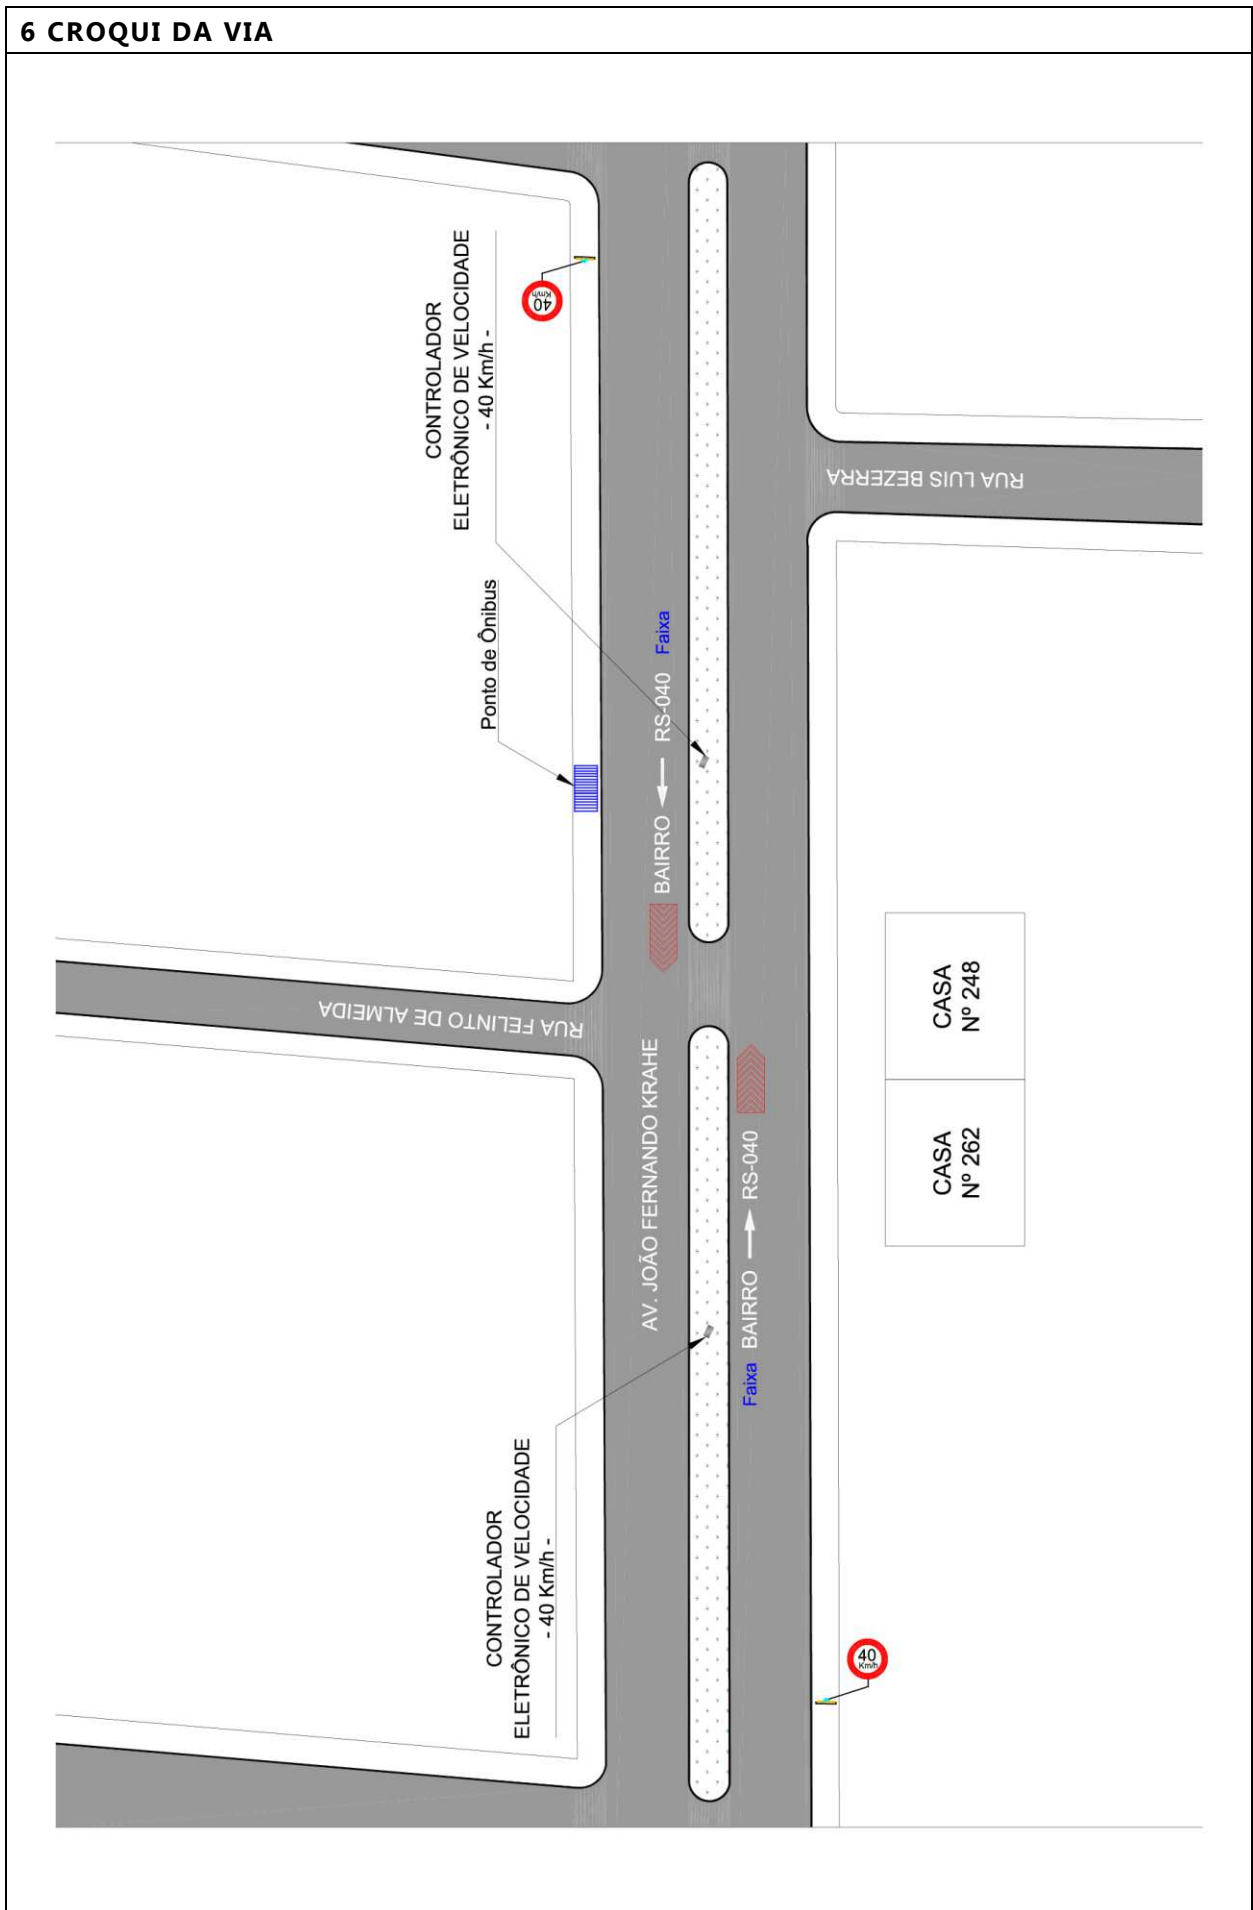 6 CROQUI DA VIA
CONTROLADOR
ELETRÔNICO DE VELOCIDADE
- 40 Km/h -
40
Km/h
Ponto de Ônibus
RUA LUIS BEZERRA
Faixa
BAIRRO RS-040
RUA FELINTO DE ALMEIDA
AV. JOÃO FERNANDO KRAHE
CASA
Nº 248
CASA
Nº 262
Faixa BAIRRO RS-040
CONTROLADOR
ELETRÔNICO DE VELOCIDADE
- 40 Km/h -
40
Km/h